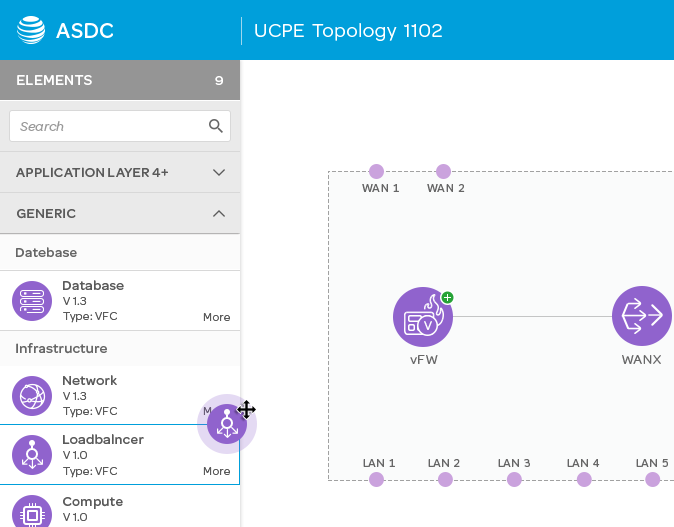 ASDC
UCPE Topology 1102
ELEMENTS 9
Search
APPLICATION LAYER 4+
GENERIC
Datebase
Database
V 1.3
Type: VFC More
Infrastructure
Network
V 1.3
Type: VFC M
Loadbalncer
V 1.0
Type: VFC More
Compute
V 1.0
WAN 1 WAN 2
V
vFW WANX
LAN 1 LAN 2 LAN 3 LAN 4 LAN 5